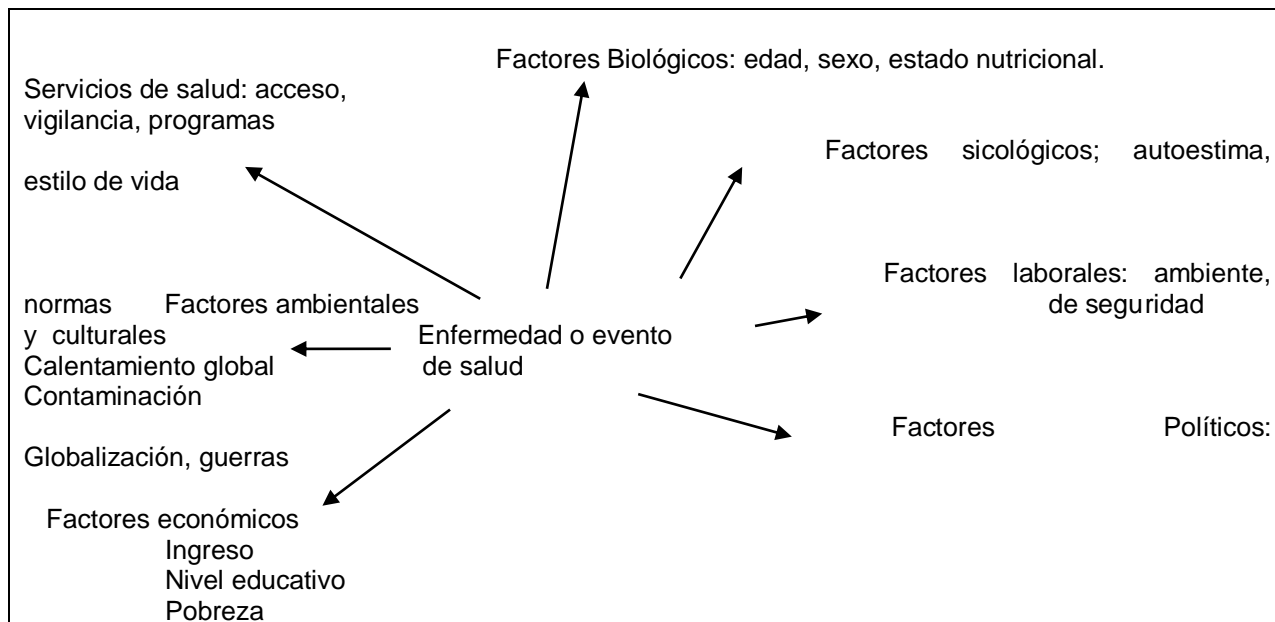 Factores Biológicos: edad, sexo, estado nutricional.
Servicios de salud: acceso,
vigilancia, programas
Factores sicológicos; autoestima,
estilo de vida
Factores laborales: ambiente,
normas Factores ambientales de seguridad
y culturales Enfermedad o evento
Calentamiento global de salud
Contaminación
Factores Políticos:
Globalización, guerras
Factores económicos
Ingreso
Nivel educativo
Pobreza